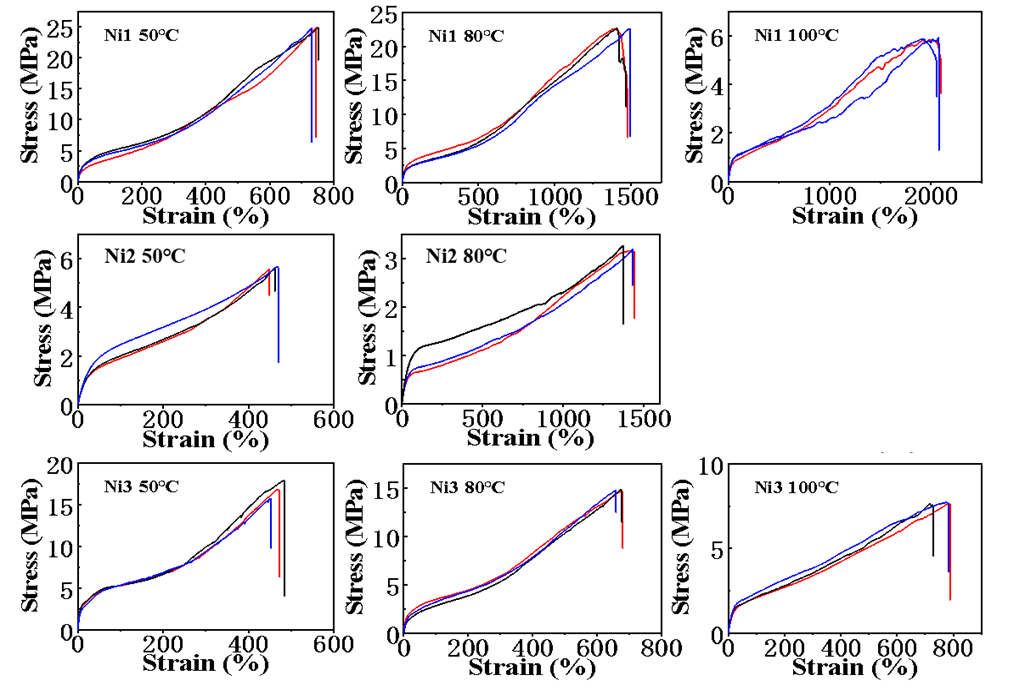 Stress (MPa)
25
20
15
10
5
0
Ni1 50°C
0 200 400 600 800
Strain (%)
Stress (MPa)
25
20
15
10
5
0
Ni1 80°C
0 500 1000 1500
Strain (%)
Stress (MPa)
6
4
2
0
Ni1 100°C
0 1000 2000
Strain (%)
Stress (MPa)
6
4
2
0
Ni2 50°C
0 200 400 600
Strain (%)
Stress (MPa)
3
2
1
0
Ni2 80°C
0 500 1000 1500
Strain (%)
Stress (MPa)
20
15
10
5
0
Ni3 50°C
0 200 400 600
Strain (%)
Stress (MPa)
15
10
5
0
Ni3 80°C
0 200 400 600 800
Strain (%)
Stress (MPa)
10
5
0
Ni3 100°C
0 200 400 600 800
Strain (%)